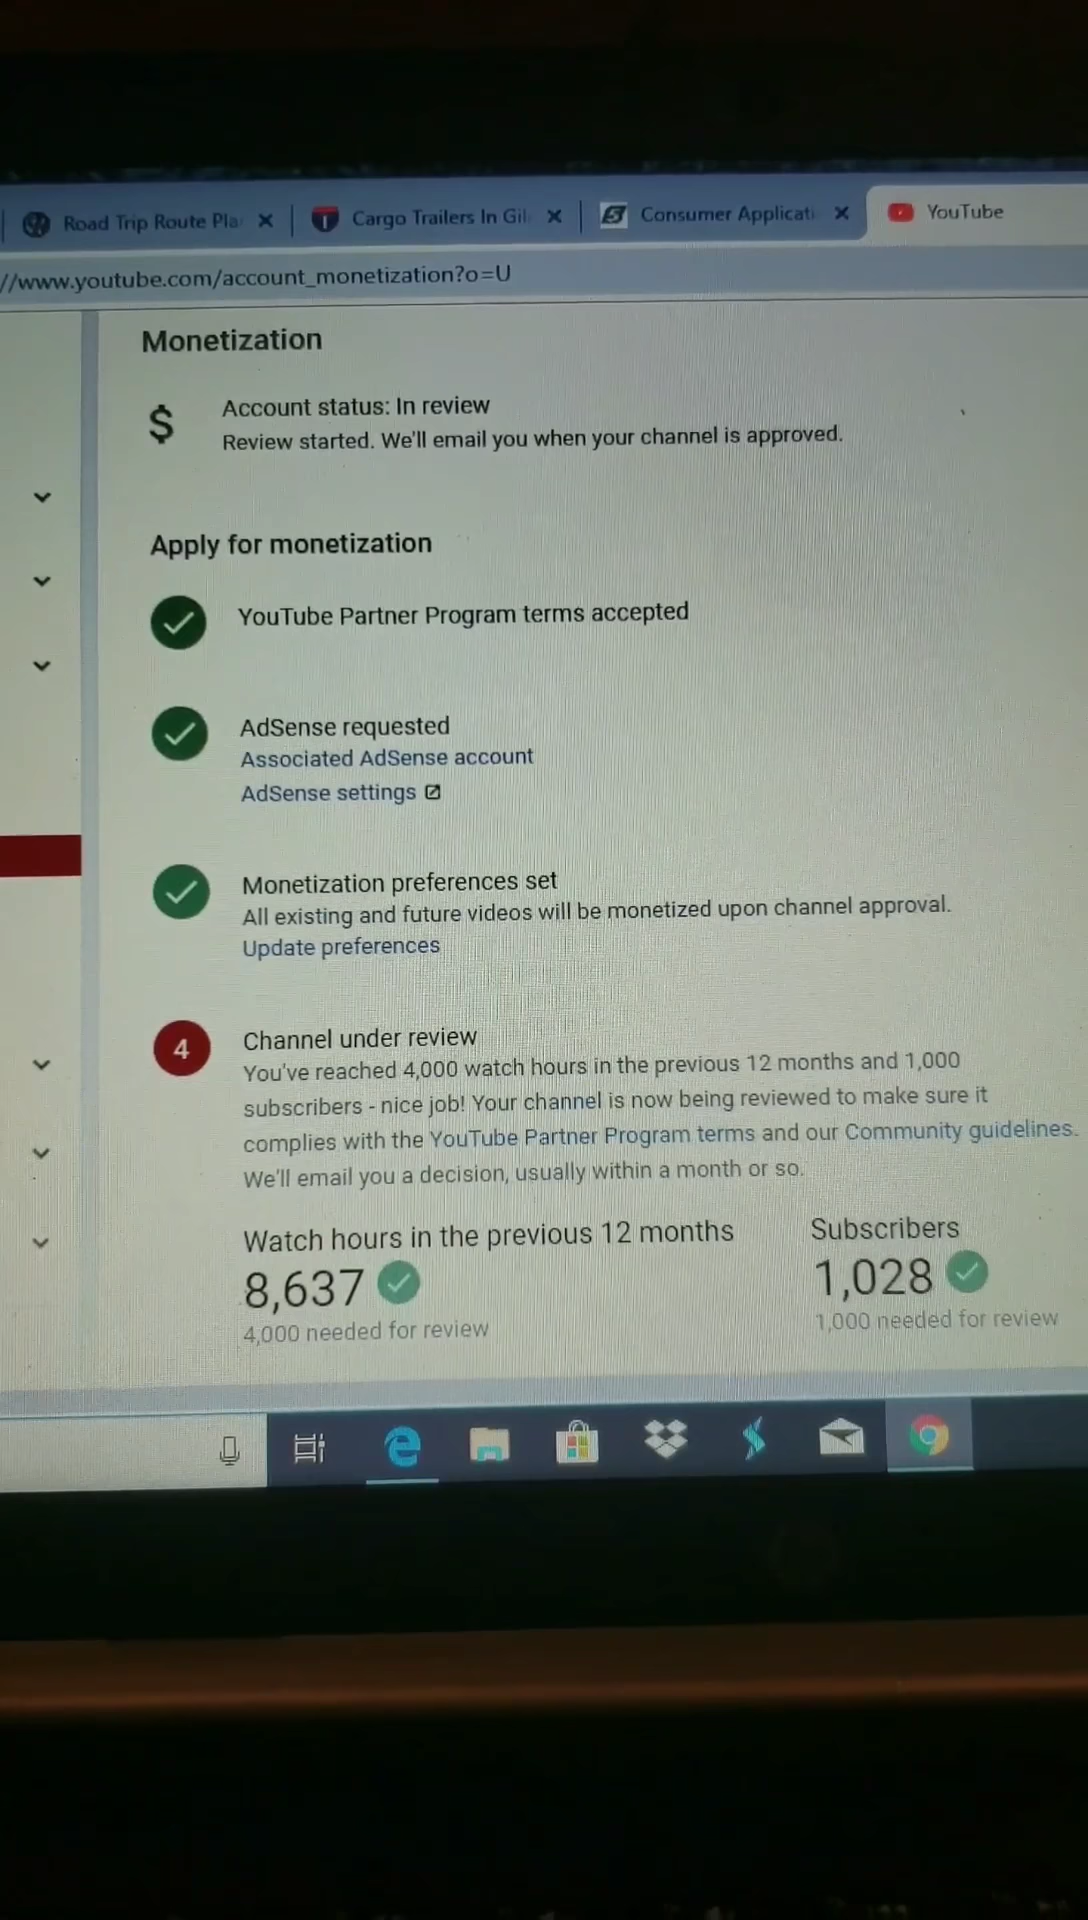 Road Trip Route Pla
Cargo Trailers In Gil
Consumer Applicati
YouTube
//www.youtube.com/account_monetization?o=U
Monetization
$
Account status: In review
Review started. We'll email you when your channel is approved.
Apply for monetization
YouTube Partner Program terms accepted
AdSense requested
Associated AdSense account
AdSense settings
Monetization preferences set
All existing and future videos will be monetized upon channel approval.
Update preferences
4
Channel under review
You've reached 4,000 watch hours in the previous 12 months and 1,000
subscribers - nice job! Your channel is now being reviewed to make sure it
complies with the YouTube Partner Program terms and our Community guidelines.
We'll email you a decision, usually within a month or so.
Watch hours in the previous 12 months
8,637
4,000 needed for review
Subscribers
1,028
1,000 needed for review